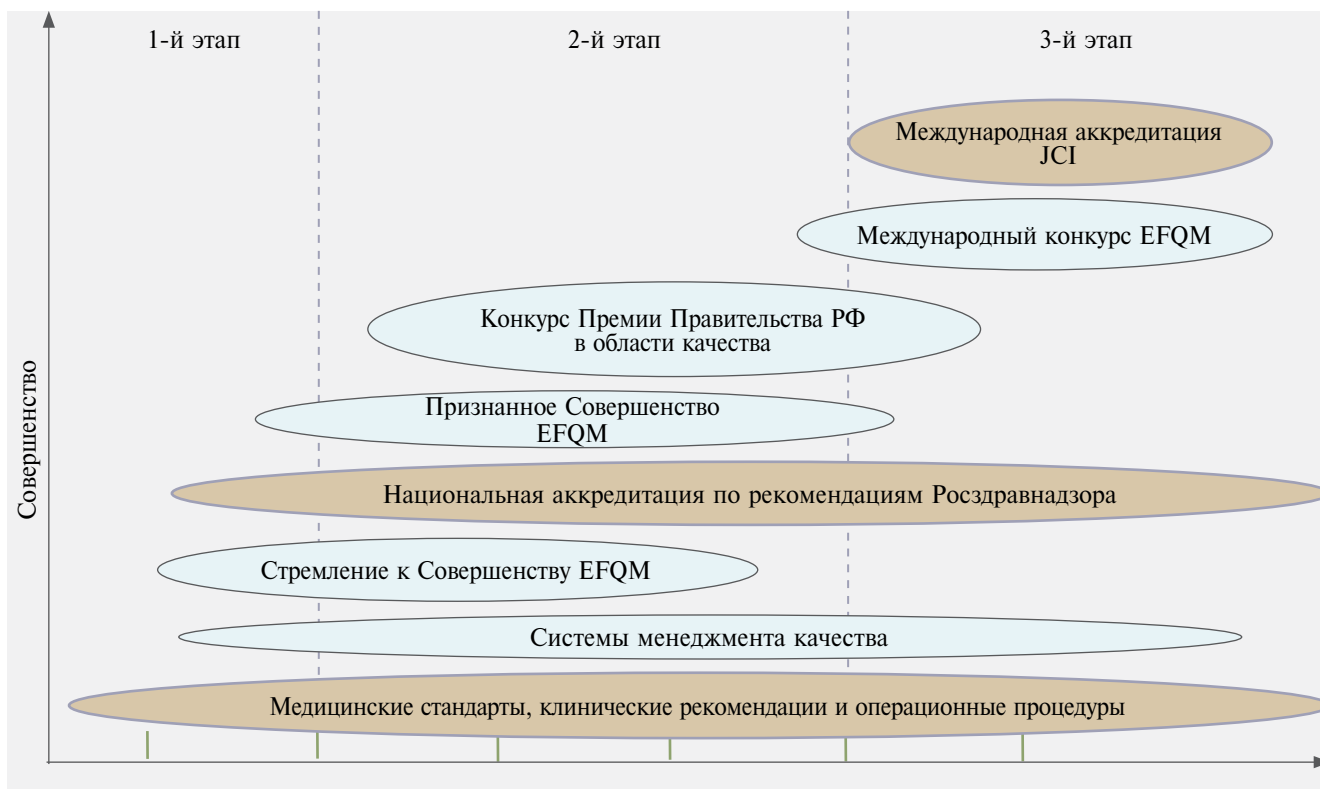 1-й этап
2-й этап
3-й этап
Международная аккредитация
JCI
Международный конкурс EFQM
Конкурс Премии Правительства РФ
в области качества
Признанное Совершенство
EFQM
Национальная аккредитация по рекомендациям Росздравнадзора
Стремление к Совершенству EFQM
Системы менеджмента качества
Медицинские стандарты, клинические рекомендации и операционные процедуры
Совершенство